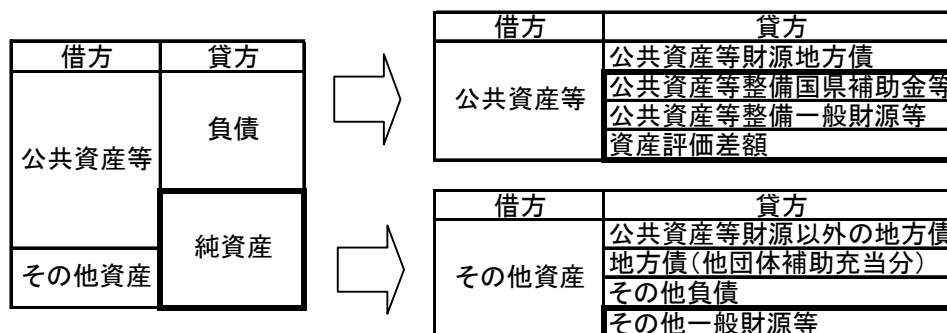 借方 貸方
公共資産等
負債
純資産
その他資産
借方 貸方
公共資産等
公共資産等財源地方債
公共資産等整備国県補助金等
公共資産等整備一般財源等
資産評価差額
借方 貸方
その他資産
公共資産等財源以外の地方債
地方債(他団体補助充当分)
その他負債
その他一般財源等